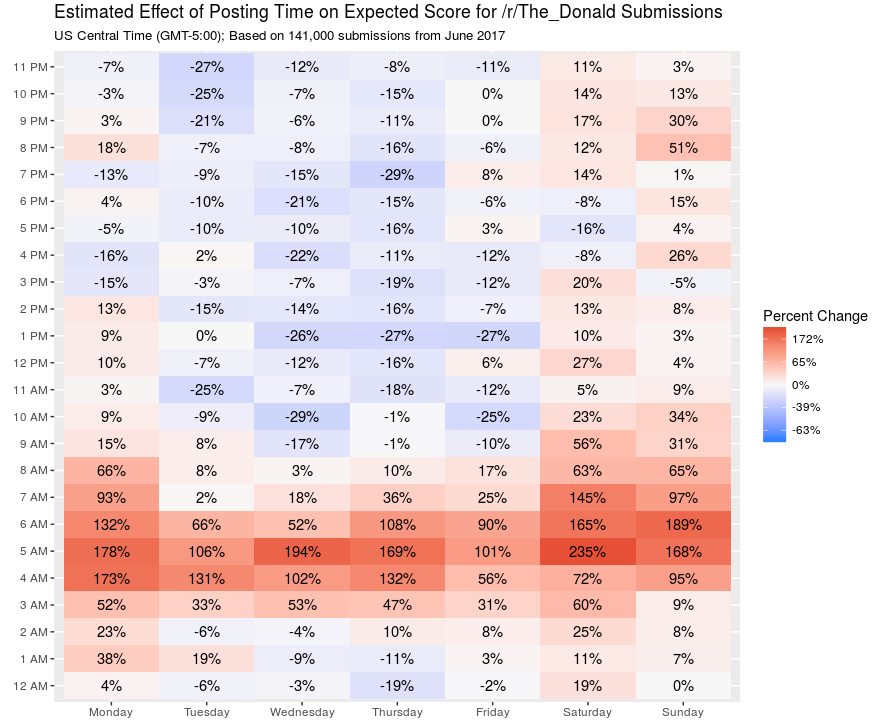 Estimated Effect of Posting Time on Expected Score for /r/The_Donald Submissions
US Central Time (GMT-5:00); Based on 141,000 submissions from June 2017
11 PM -7% -27% -12% -8% -11% 11% 3%
10 PM -3% -25% -7% -15% 0% 14% 13%
9 PM 3% -21% -6% -11% 0% 17% 30%
8 PM 18% -7% -8% -16% -6% 12% 51%
7 PM -13% -9% -15% -29% 8% 14% 1%
6 PM 4% -10% -21% -15% -6% -8% 15%
5 PM -5% -10% -10% -16% 3% -16% 4%
4 PM -16% 2% -22% -11% -12% -8% 26%
3 PM -15% -3% -7% -19% -12% 20% -5%
2 PM 13% -15% -14% -16% -7% 13% 8%
1 PM 9% 0% -26% -27% -27% 10% 3%
12 PM 10% -7% -12% -16% 6% 27% 4%
11 AM 3% -25% -7% -18% -12% 5% 9%
10 AM 9% -9% -29% -1% -25% 23% 34%
9 AM 15% 8% -17% -1% -10% 56% 31%
8 AM 66% 8% 3% 10% 17% 63% 65%
7 AM 93% 2% 18% 36% 25% 145% 97%
6 AM 132% 66% 52% 108% 90% 165% 189%
5 AM 178% 106% 194% 169% 101% 235% 168%
4 AM 173% 131% 102% 132% 56% 72% 95%
3 AM 52% 33% 53% 47% 31% 60% 9%
2 AM 23% -6% -4% 10% 8% 25% 8%
1 AM 38% 19% -9% -11% 3% 11% 7%
12 AM 4% -6% -3% -19% -2% 19% 0%
Monday Tuesday Wednesday Thursday Friday Saturday Sunday
Percent Change
172%
65%
0%
-39%
-63%